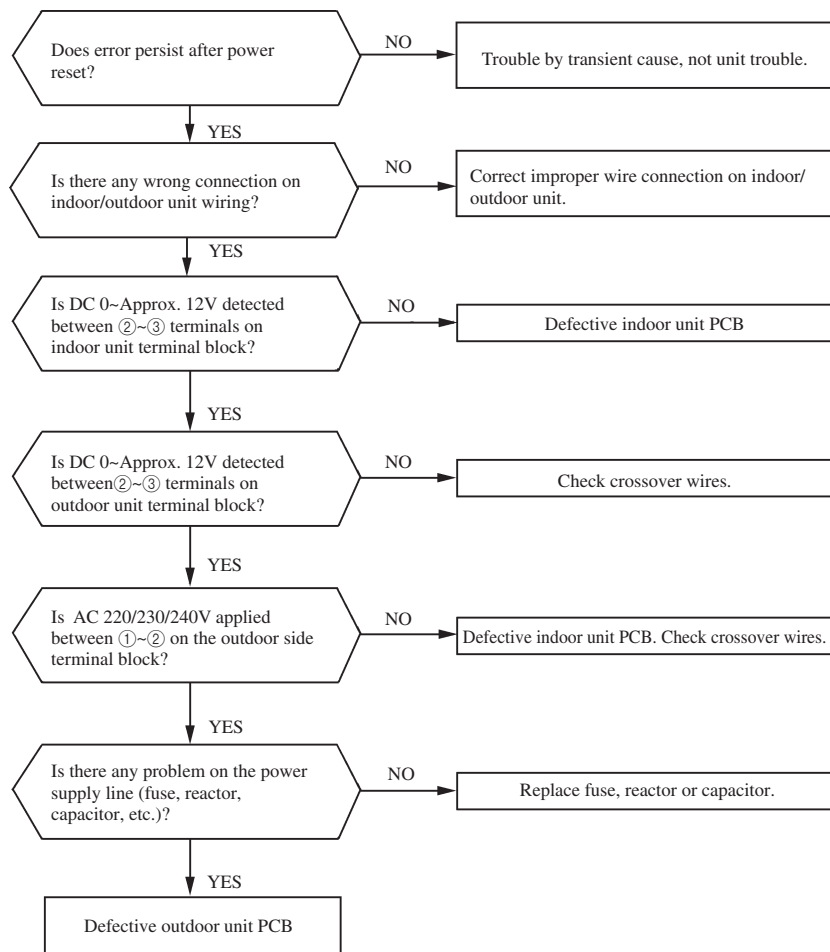 Does error persist after power
reset?
NO
Trouble by transient cause, not unit trouble.
YES
Is there any wrong connection on
indoor/outdoor unit wiring?
NO
Correct improper wire connection on indoor/
outdoor unit.
YES
Is DC 0~Approx. 12V detected
between ②~③ terminals on
indoor unit terminal block?
NO
Defective indoor unit PCB
YES
Is DC 0~Approx. 12V detected
between②~③ terminals on
outdoor unit terminal block?
NO
Check crossover wires.
YES
Is AC 220/230/240V applied
between ①~② on the outdoor side
terminal block?
NO
Defective indoor unit PCB. Check crossover wires.
YES
Is there any problem on the power
supply line (fuse, reactor,
capacitor, etc.)?
NO
Replace fuse, reactor or capacitor.
YES
Defective outdoor unit PCB